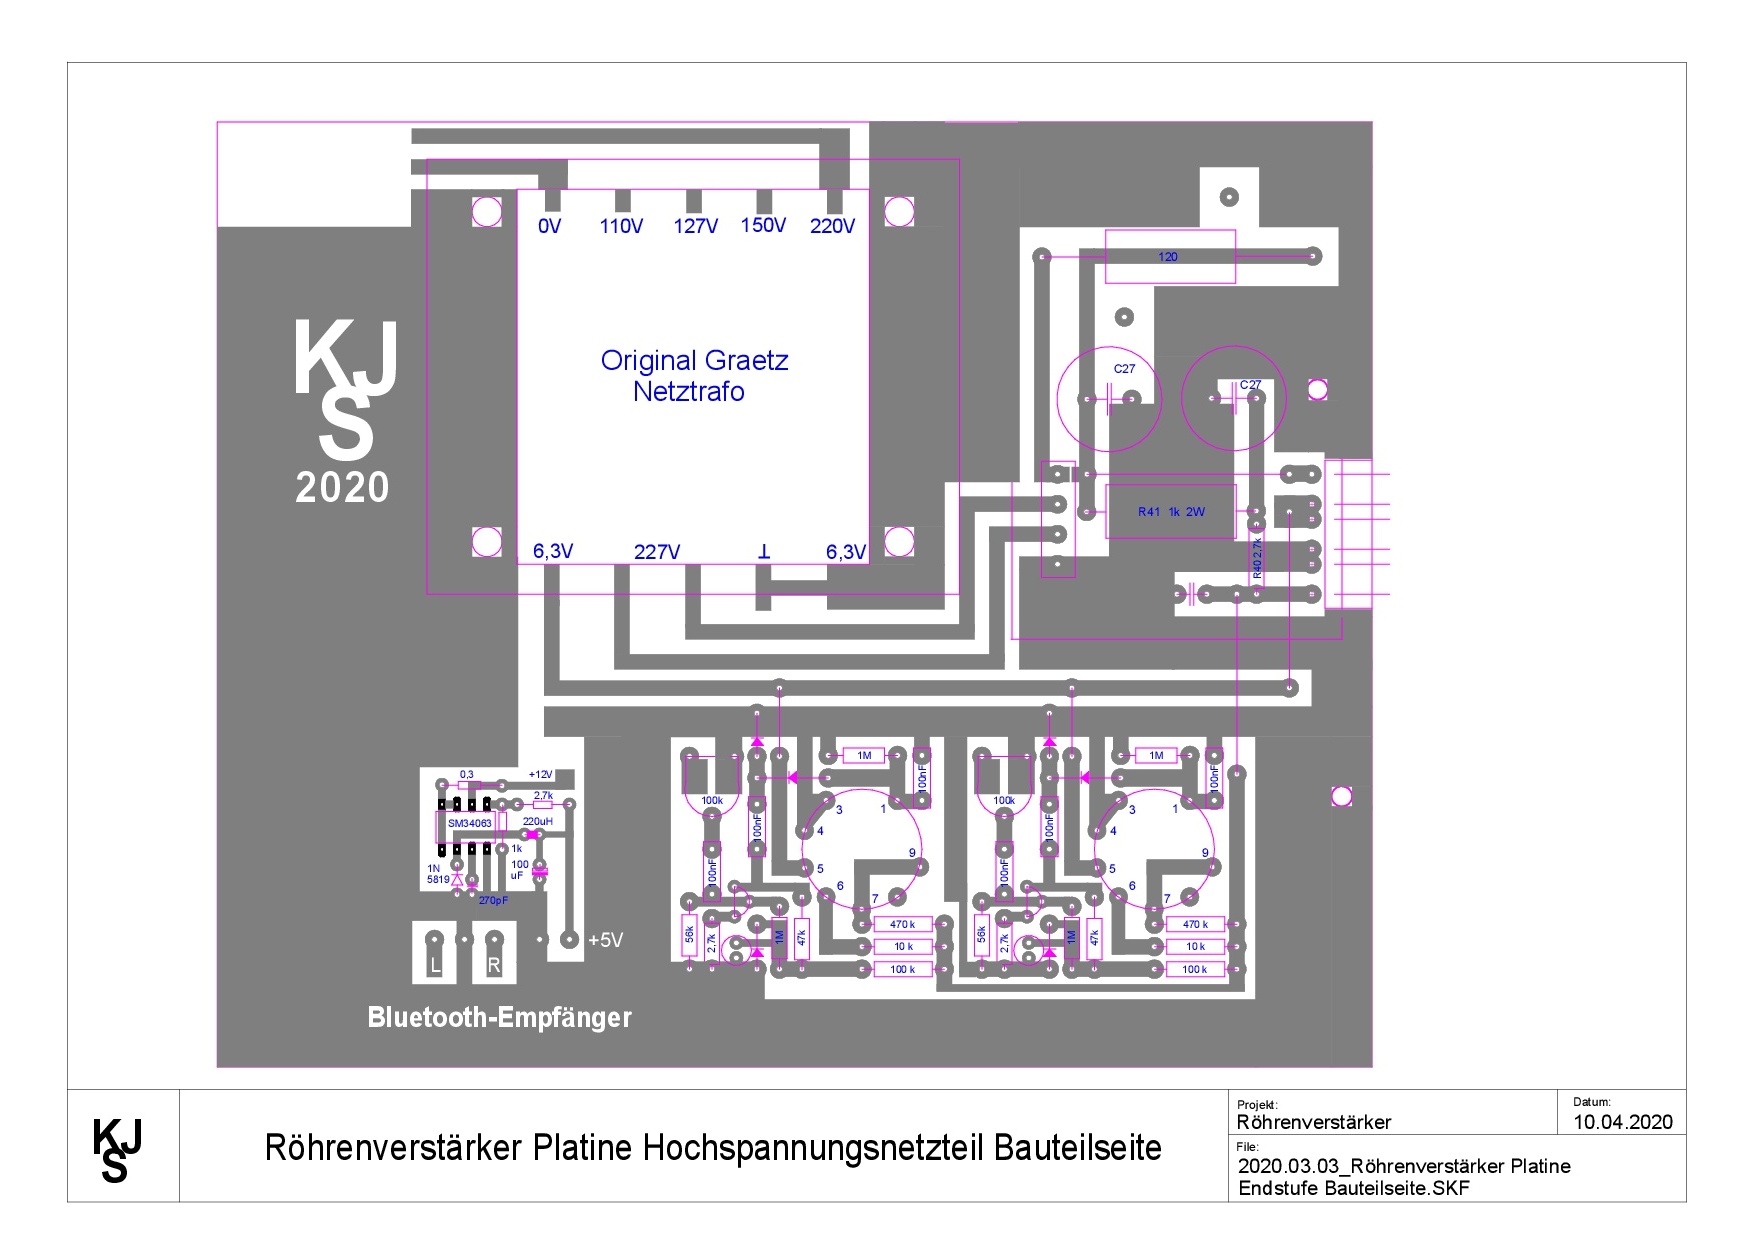 0V 110V 127V 150V 220V
120
KJS
2020
Original Graetz
Netztrafo
C27
C27
R41 1k 2W
R40 2,7k
6,3V 227V ⊥ 6,3V
0,3 +12V
2,7k
SM34063
220uH
1k
1N
5819
100
uF
270pF
+5V
L R
Bluetooth-Empfänger
1M
100nF
100k
100nF
100nF
3 1
4
5 9
6
7
56k
2,7k
1M
47k
470 k
10 k
100 k
1M
100nF
100k
100nF
100nF
3 1
4
5 9
6
7
56k
2,7k
1M
47k
470 k
10 k
100 k
KJS
Röhrenverstärker Platine Hochspannungsnetzteil Bauteilseite
Projekt:
Röhrenverstärker
Datum:
10.04.2020
File:
2020.03.03_Röhrenverstärker Platine
Endstufe Bauteilseite.SKF